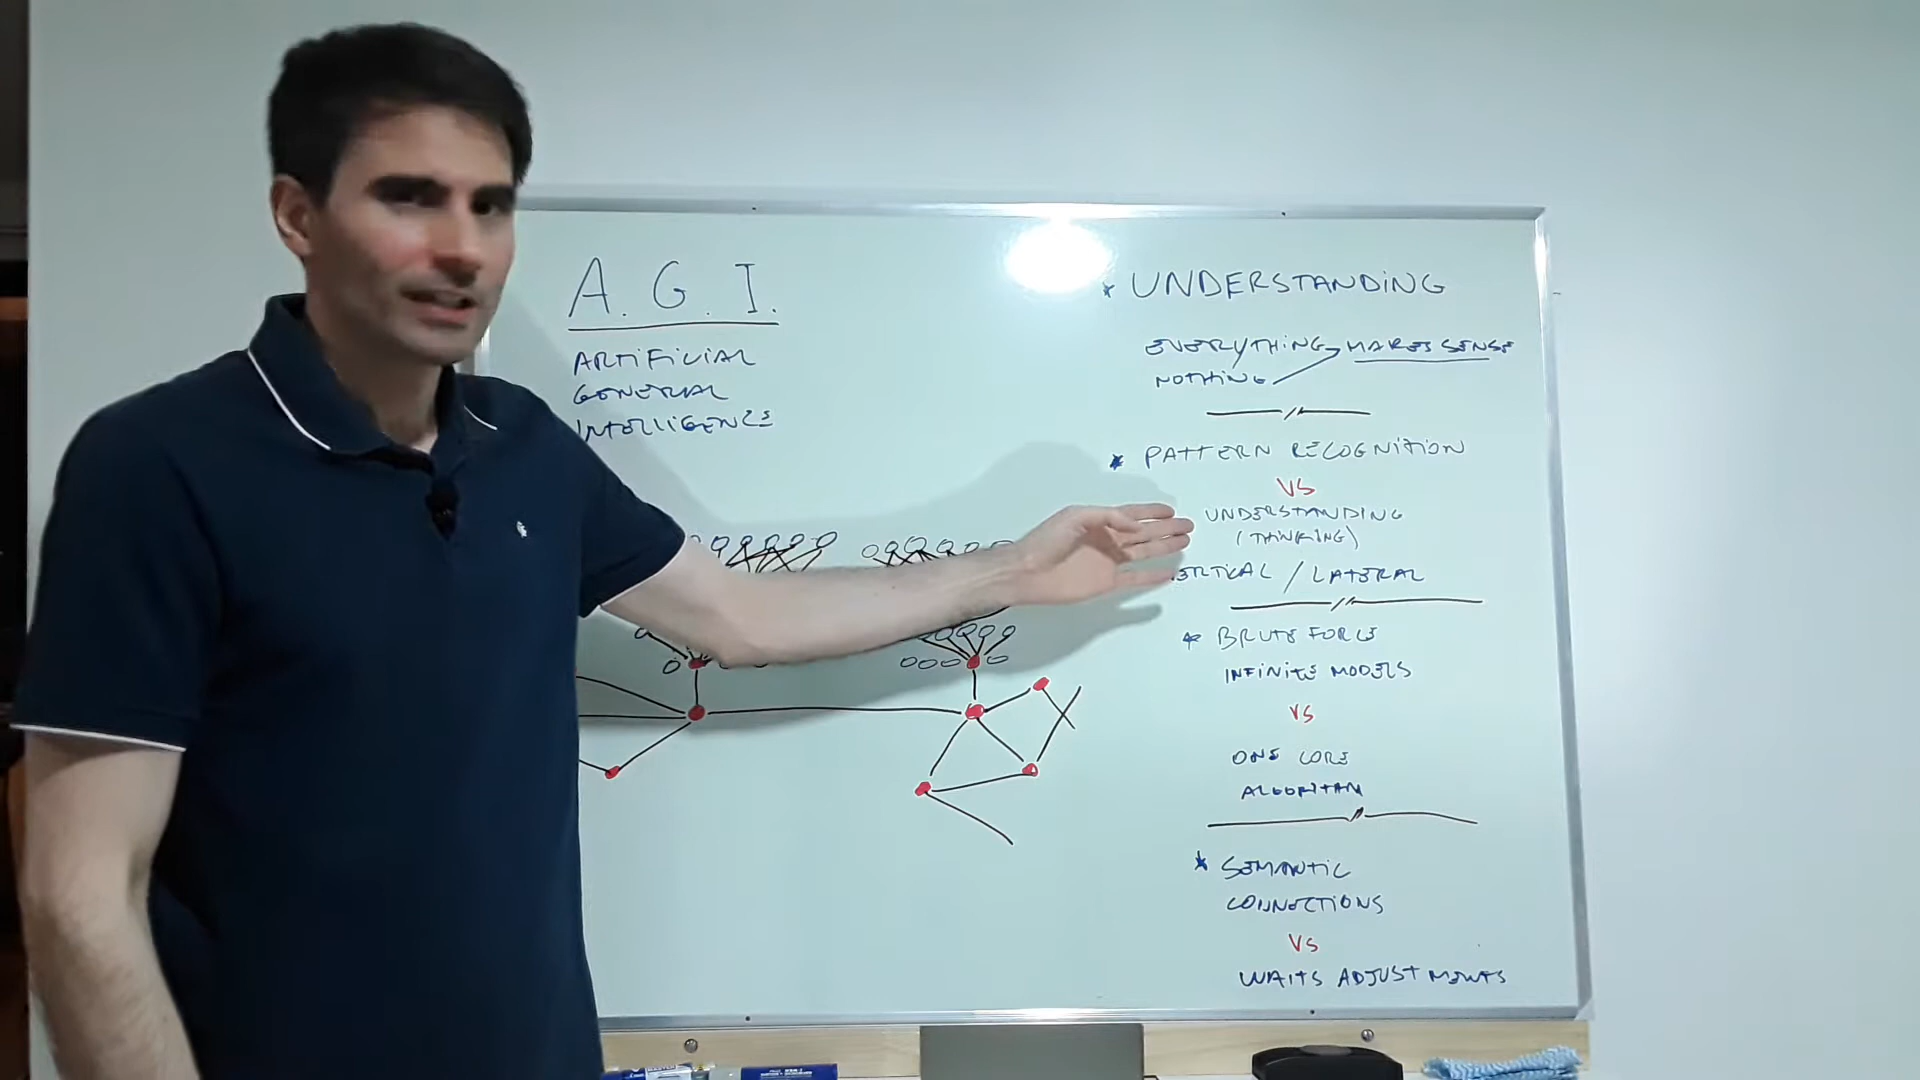 A. G. I.
ARTIFICIAL
GENERAL
INTELLIGENCE
* UNDERSTANDING
EVERYTHING MAKES SENSE
NOTHING
* PATTERN RECOGNITION
VS
UNDERSTANDING
(THINKING)
VERTICAL / LATERAL
* BRUTE FORCE
INFINITE MODELS
VS
ONE CORE
ALGORITHM
* SEMANTIC
CONNECTIONS
VS
WAITS ADJUSTMENTS